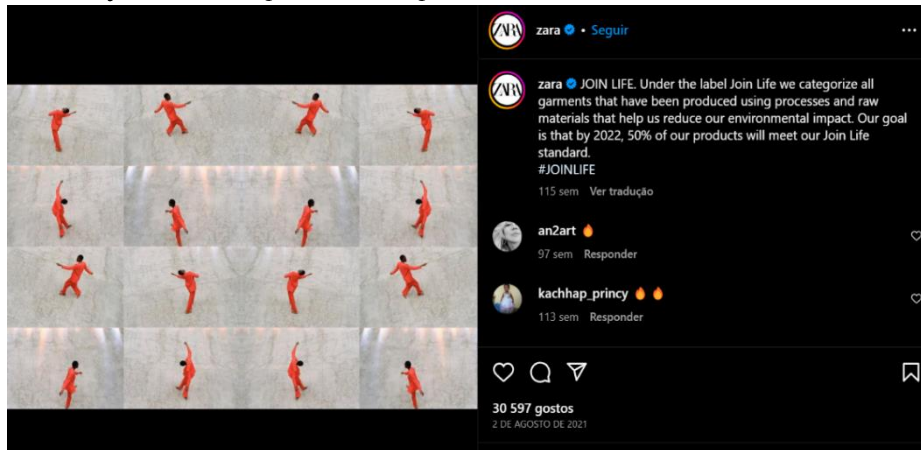 ZARA
zara • Seguir
ZARA
zara JOIN LIFE. Under the label Join Life we categorize all
garments that have been produced using processes and raw
materials that help us reduce our environmental impact. Our goal
is that by 2022, 50% of our products will meet our Join Life
standard.
#JOINLIFE
115 sem Ver tradução
an2art 🔥
97 sem Responder
kachhap_princy 🔥 🔥
113 sem Responder
30 597 gostos
2 DE AGOSTO DE 2021